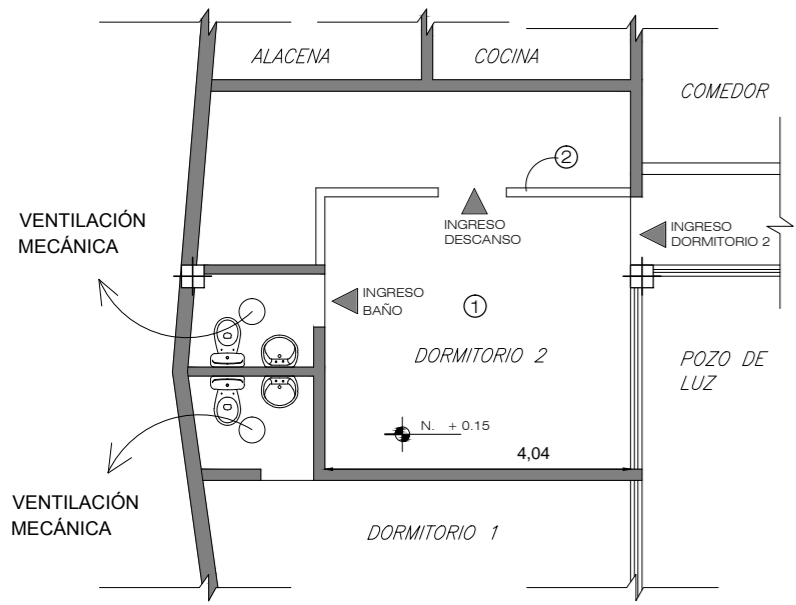 ALACENA
COCINA
COMEDOR
2
VENTILACIÓN
MECÁNICA
INGRESO
DESCANSO
INGRESO
DORMITORIO 2
INGRESO
BAÑO
1
DORMITORIO 2
POZO DE
LUZ
N. + 0.15
4,04
VENTILACIÓN
MECÁNICA
DORMITORIO 1